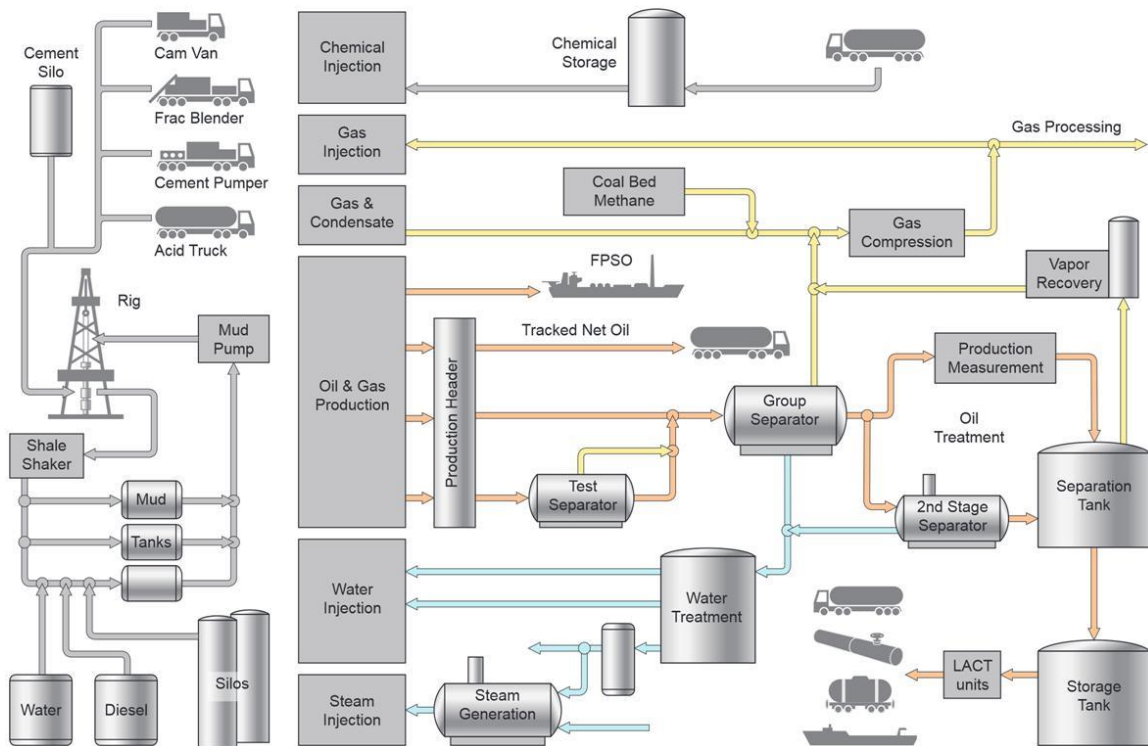 Cam Van
Cement
Silo
Frac Blender
Cement Pumper
Acid Truck
Rig
Mud
Pump
Shale
Shaker
Mud
Tanks
Water
Diesel
Silos
Chemical
Injection
Chemical
Storage
Gas
Injection
Gas Processing
Gas &
Condensate
Coal Bed
Methane
Gas
Compression
Vapor
Recovery
FPSO
Tracked Net Oil
Oil & Gas
Production
Production Header
Group
Separator
Test
Separator
Production
Measurement
Oil
Treatment
2nd Stage
Separator
Separation
Tank
Water
Injection
Water
Treatment
Steam
Injection
Steam
Generation
LACT
units
Storage
Tank